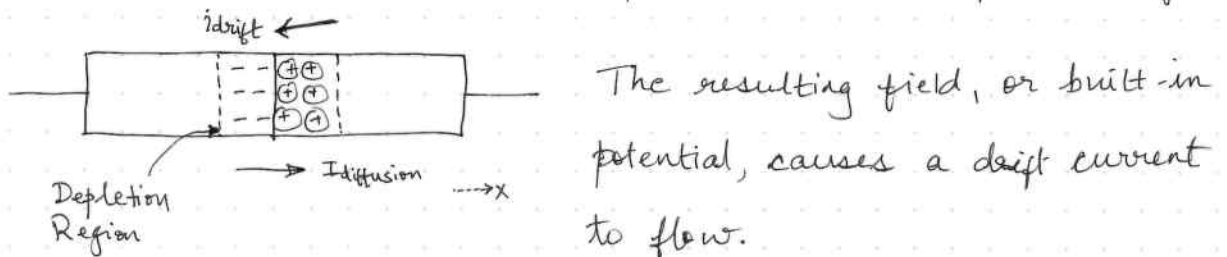 idrift
- - + +
- - + +
- - + +
Idiffusion
x
Depletion
Region
The resulting field, or built-in
potential, causes a drift current
to flow.